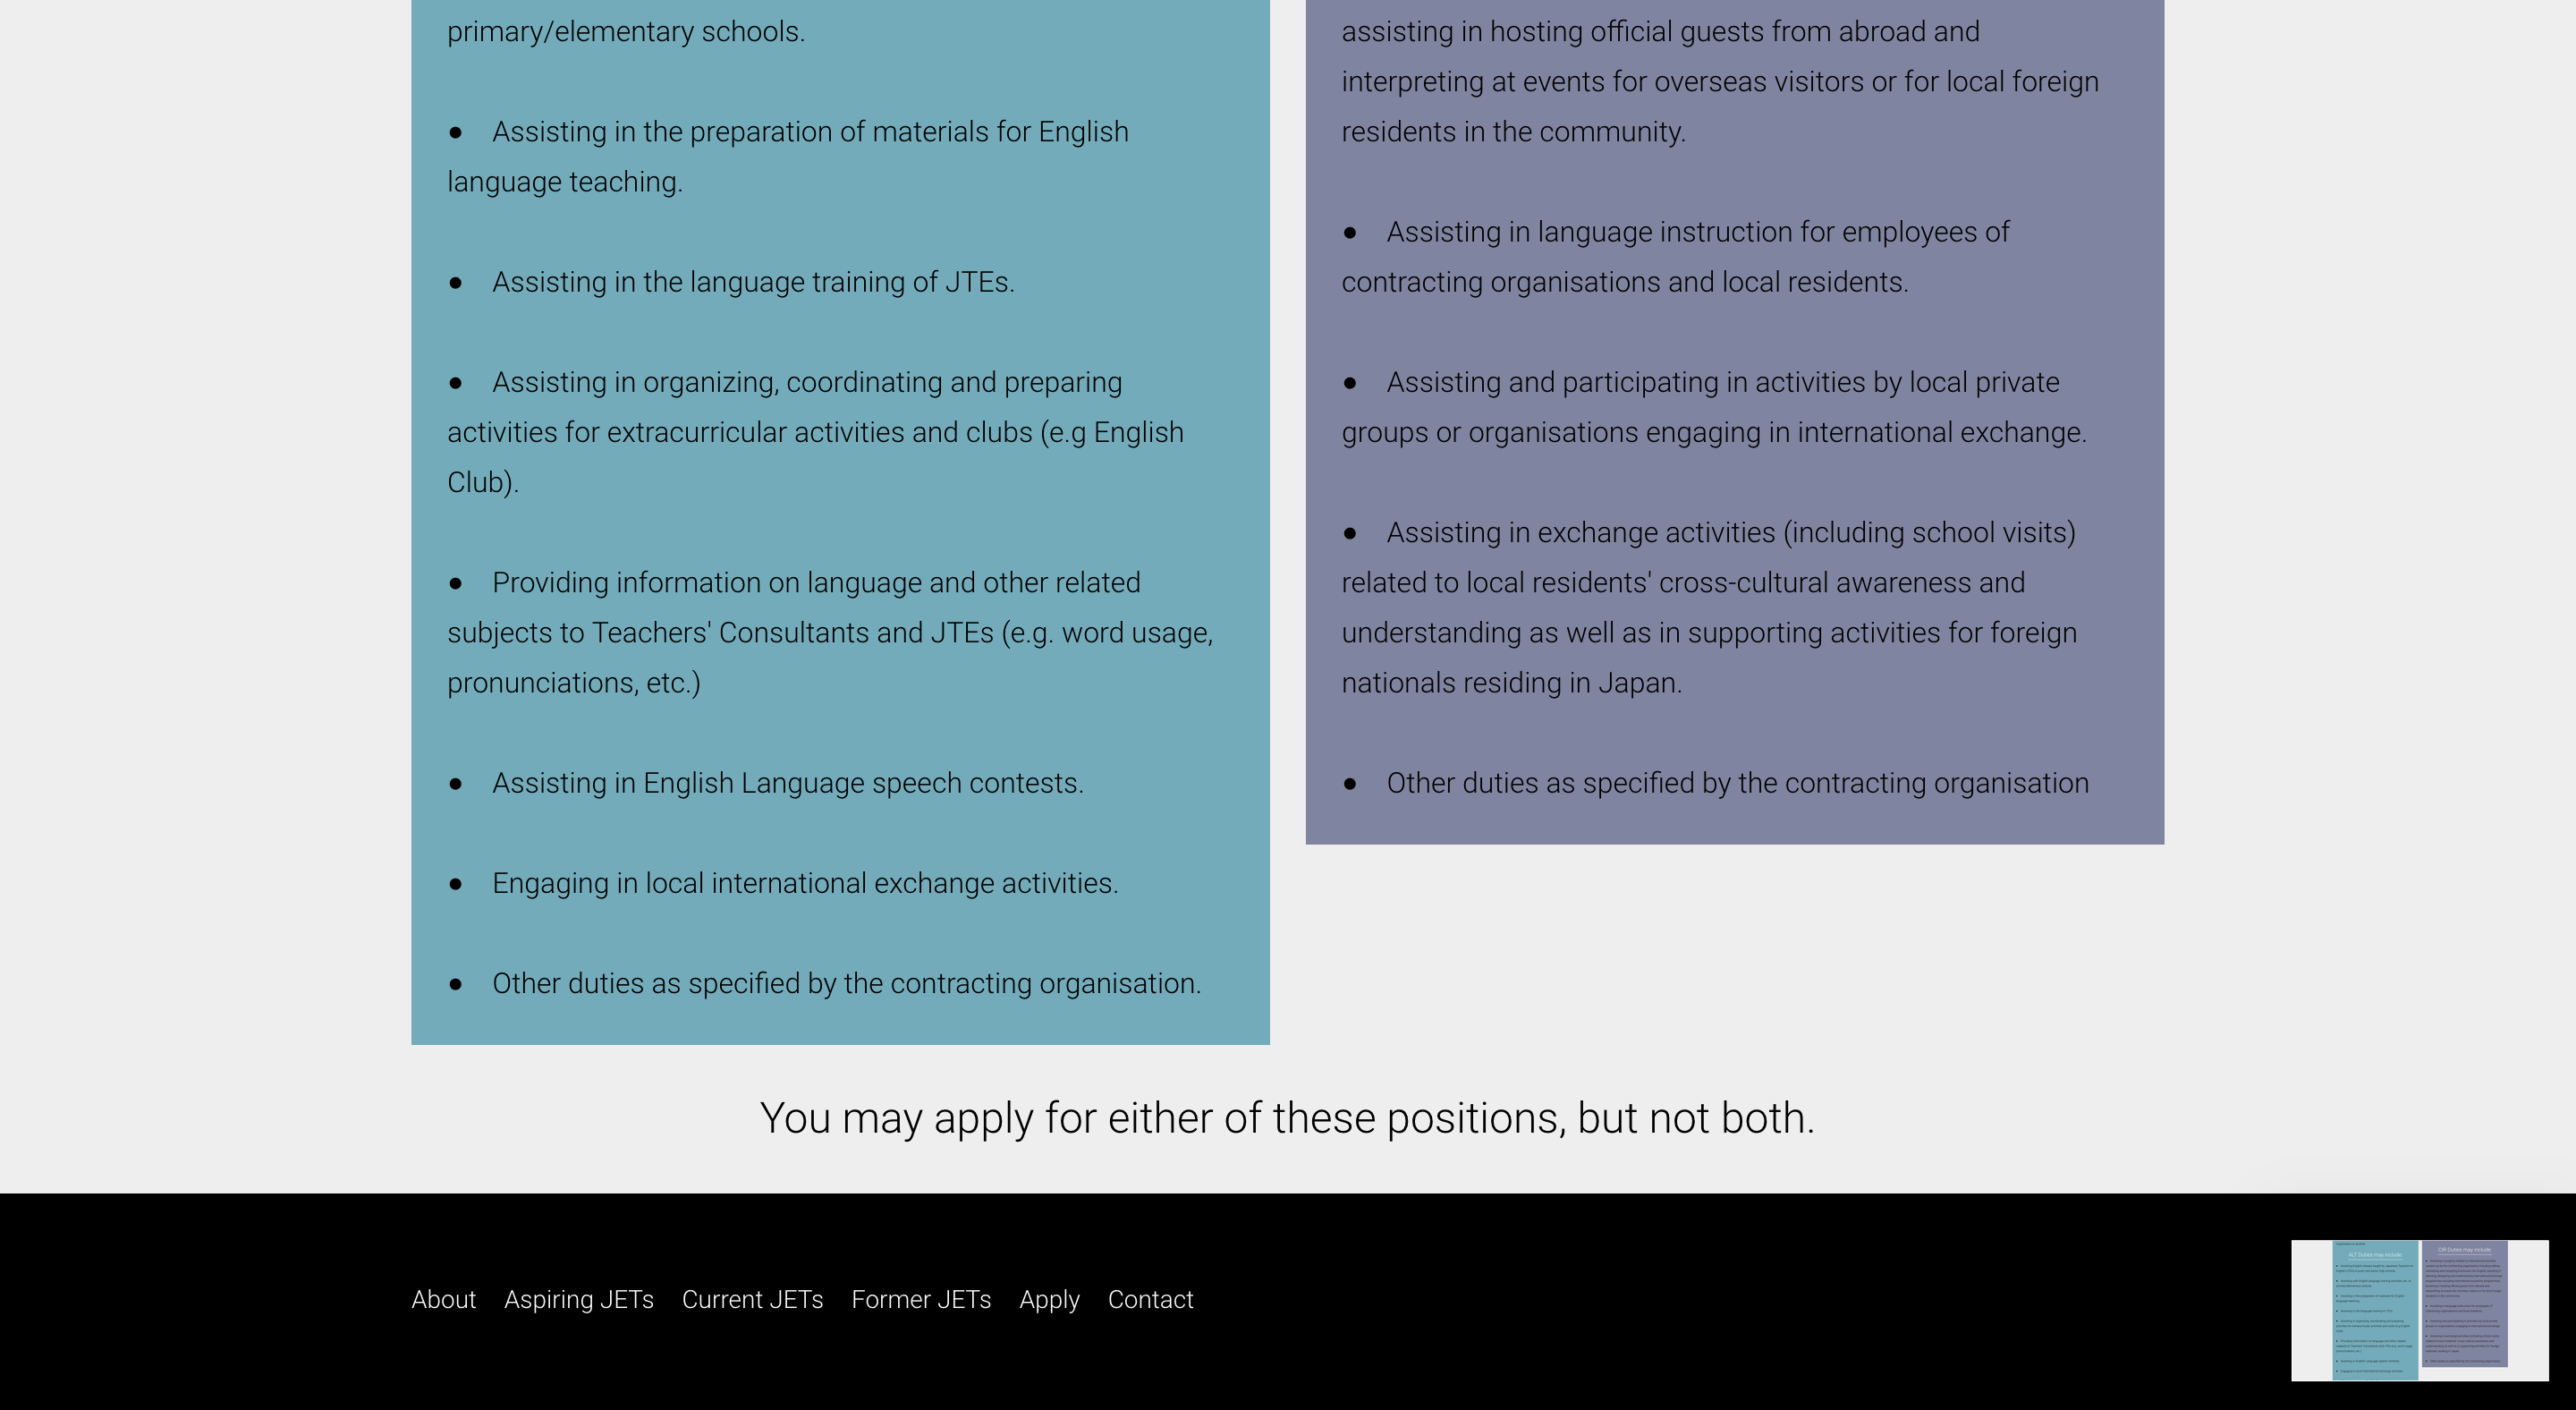 primary/elementary schools.
● Assisting in the preparation of materials for English
language teaching.
● Assisting in the language training of JTEs.
● Assisting in organizing, coordinating and preparing
activities for extracurricular activities and clubs (e.g English
Club).
● Providing information on language and other related
subjects to Teachers' Consultants and JTEs (e.g. word usage,
pronunciations, etc.)
● Assisting in English Language speech contests.
● Engaging in local international exchange activities.
● Other duties as specified by the contracting organisation.
assisting in hosting official guests from abroad and
interpreting at events for overseas visitors or for local foreign
residents in the community.
● Assisting in language instruction for employees of
contracting organisations and local residents.
● Assisting and participating in activities by local private
groups or organisations engaging in international exchange.
● Assisting in exchange activities (including school visits)
related to local residents' cross-cultural awareness and
understanding as well as in supporting activities for foreign
nationals residing in Japan.
● Other duties as specified by the contracting organisation
You may apply for either of these positions, but not both.
About Aspiring JETs Current JETs Former JETs Apply Contact
ALT Duties may include:
CIR Duties may include: